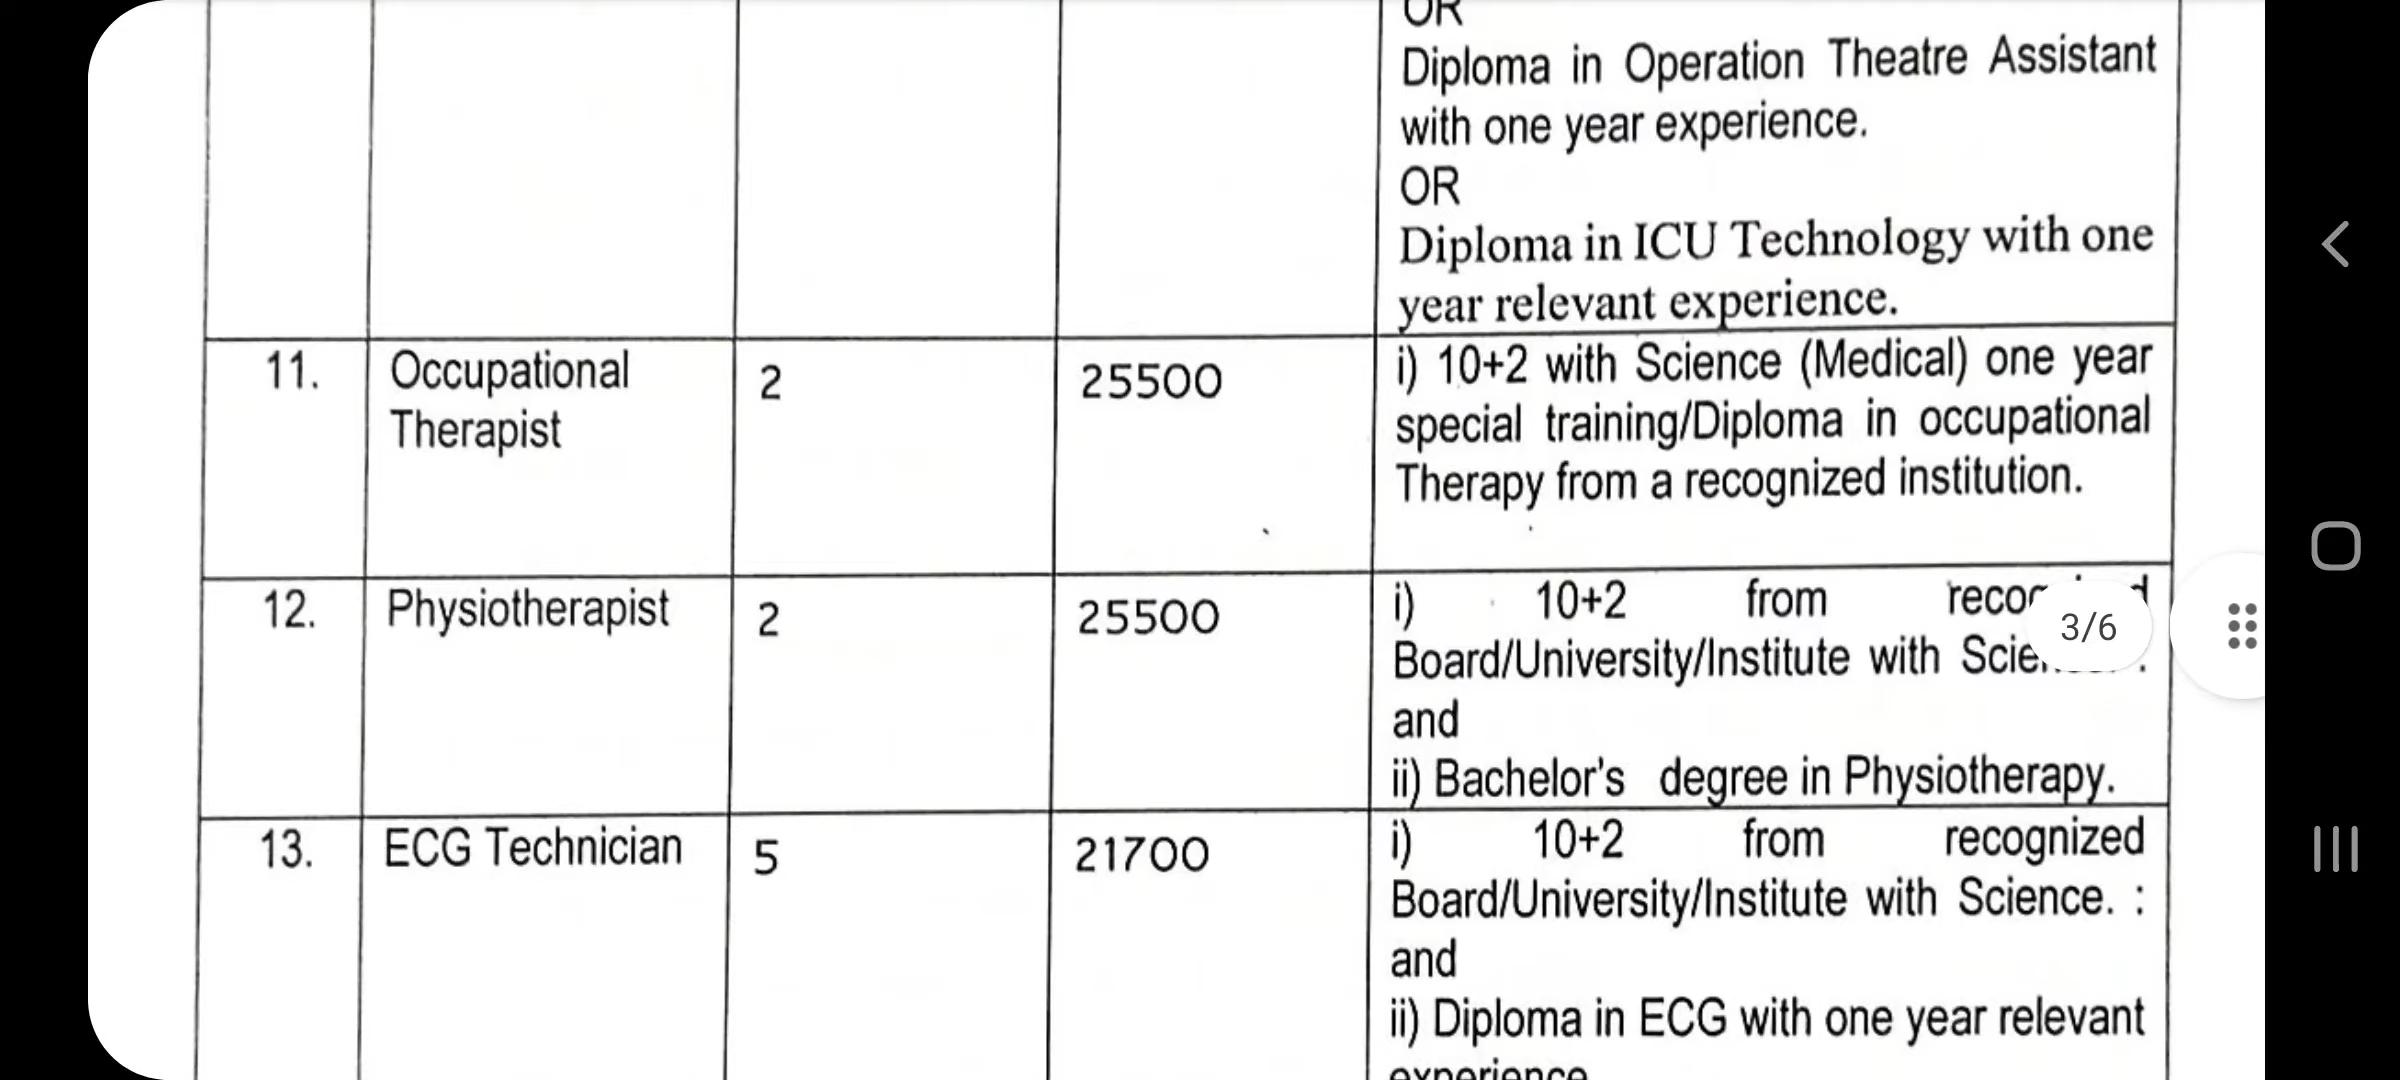 OR
Diploma in Operation Theatre Assistant
with one year experience.
OR
Diploma in ICU Technology with one
year relevant experience.
11. Occupational 2 25500 i) 10+2 with Science (Medical) one year
Therapist special training/Diploma in occupational
Therapy from a recognized institution.
12. Physiotherapist 2 25500 i) 10+2 from
3/6
Board/University/Institute with
and
ii) Bachelor's degree in Physiotherapy.
13. ECG Technician 5 21700 i) 10+2 from recognized
Board/University/Institute with Science. :
and
ii) Diploma in ECG with one year relevant
experience